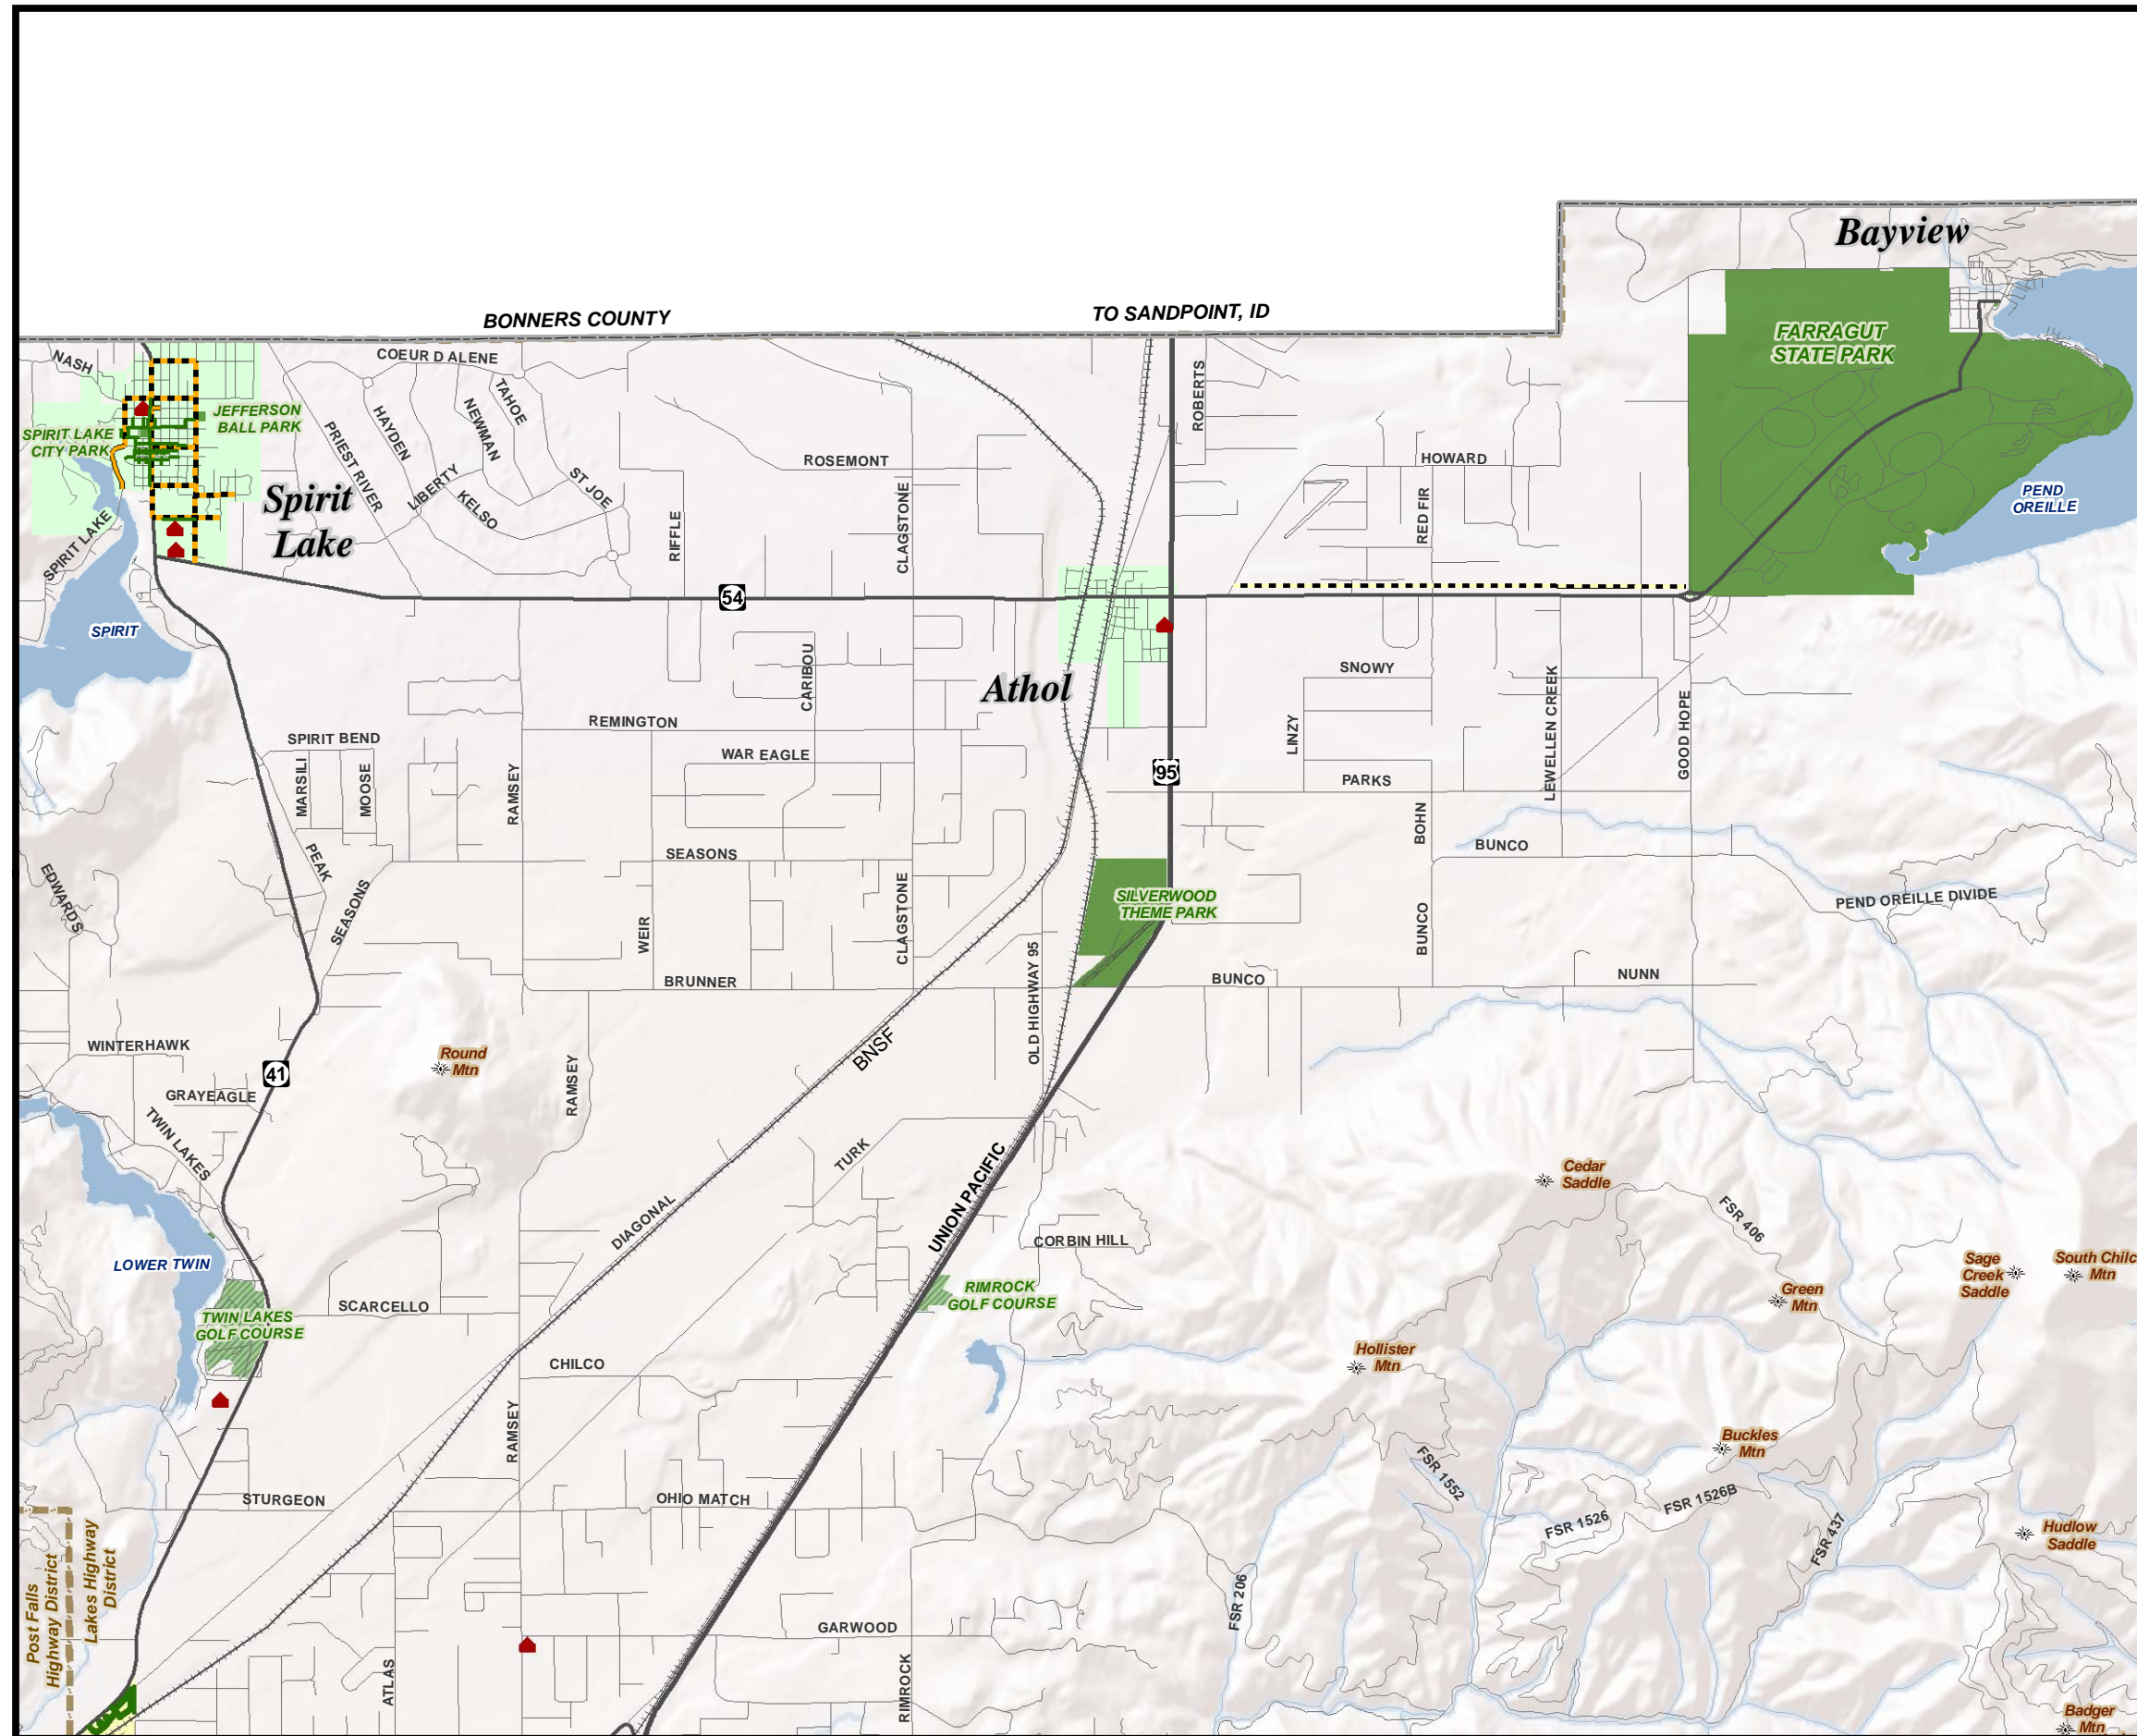 Bayview
BONNERS COUNTY
TO SANDPOINT, ID
NASH
COEUR D ALENE
FARRAGUT
STATE PARK
ROBERTS
TAHOE
NEWMAN
HAYDEN
JEFFERSON
BALL PARK
SPIRIT LAKE
CITY PARK
PRIEST RIVER
ROSEMONT
HOWARD
LIBERTY
KELSO
ST JOE
Spirit
Lake
CLAGSTONE
RED FIR
PEND
OREILLE
RIFFLE
SPIRIT LAKE
54
SPIRIT
CARIBOU
Athol
SNOWY
LEWELLEN CREEK
GOOD HOPE
REMINGTON
LINZY
SPIRIT BEND
WAR EAGLE
MARSILI
MOOSE
RAMSEY
95
PARKS
BOHN
BUNCO
PEAK
SEASONS
EDWARDS
SEASONS
WEIR
CLAGSTONE
SILVERWOOD
THEME PARK
BUNCO
PEND OREILLE DIVIDE
BRUNNER
OLD HIGHWAY 95
BUNCO
NUNN
WINTERHAWK
BNSF
Round
Mtn
41
RAMSEY
GRAYEAGLE
TWIN LAKES
TURK
UNION PACIFIC
Cedar
Saddle
FSR 406
DIAGONAL
CORBIN HILL
LOWER TWIN
Sage
Creek
Saddle
South Chilc
Mtn
RIMROCK
GOLF COURSE
Green
Mtn
SCARCELLO
TWIN LAKES
GOLF COURSE
CHILCO
Hollister
Mtn
RAMSEY
Buckles
Mtn
FSR 1552
STURGEON
OHIO MATCH
FSR 1526B
FSR 1526
FSR 437
Hudlow
Saddle
Post Falls
Highway District
Lakes Highway
District
FSR 206
GARWOOD
ATLAS
RIMROCK
Badger
Mtn